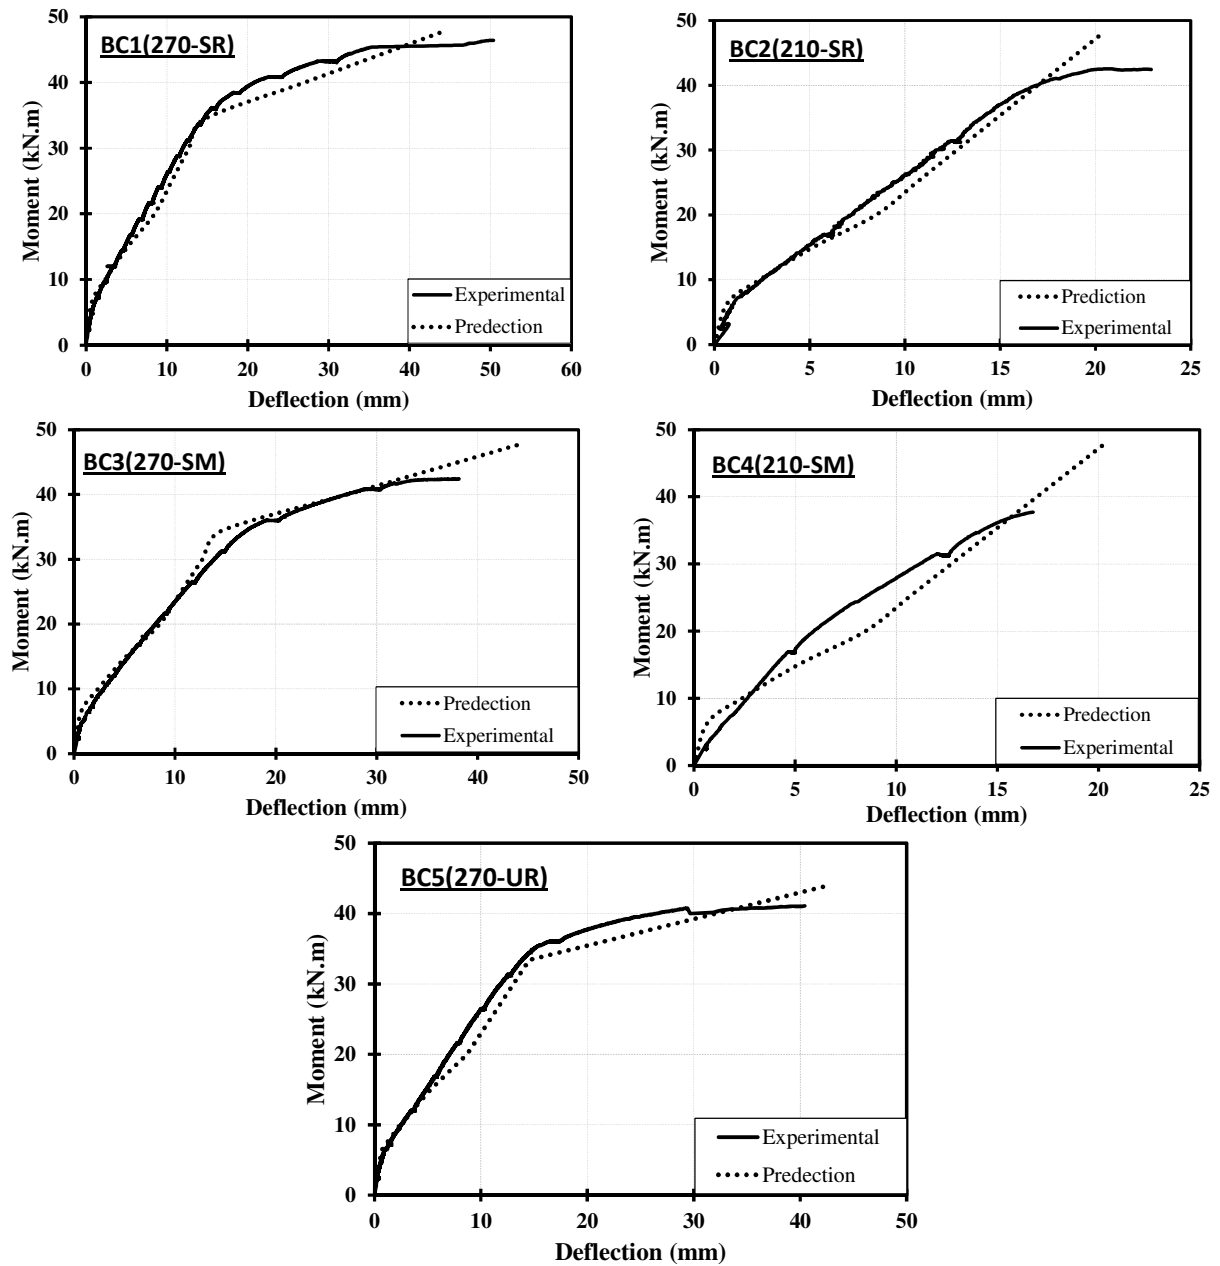 BC1(270-SR)
Moment (kN.m)
50
40
30
20
10
0
Experimental
Predection
0 10 20 30 40 50 60
Deflection (mm)
BC2(210-SR)
Moment (kN.m)
50
40
30
20
10
0
Prediction
Experimental
0 5 10 15 20 25
Deflection (mm)
BC3(270-SM)
Moment (kN.m)
50
40
30
20
10
0
Predection
Experimental
0 10 20 30 40 50
Deflection (mm)
BC4(210-SM)
Moment (kN.m)
50
40
30
20
10
0
Predection
Experimental
0 5 10 15 20 25
Deflection (mm)
BC5(270-UR)
Moment (kN.m)
50
40
30
20
10
0
Experimental
Predection
0 10 20 30 40 50
Deflection (mm)